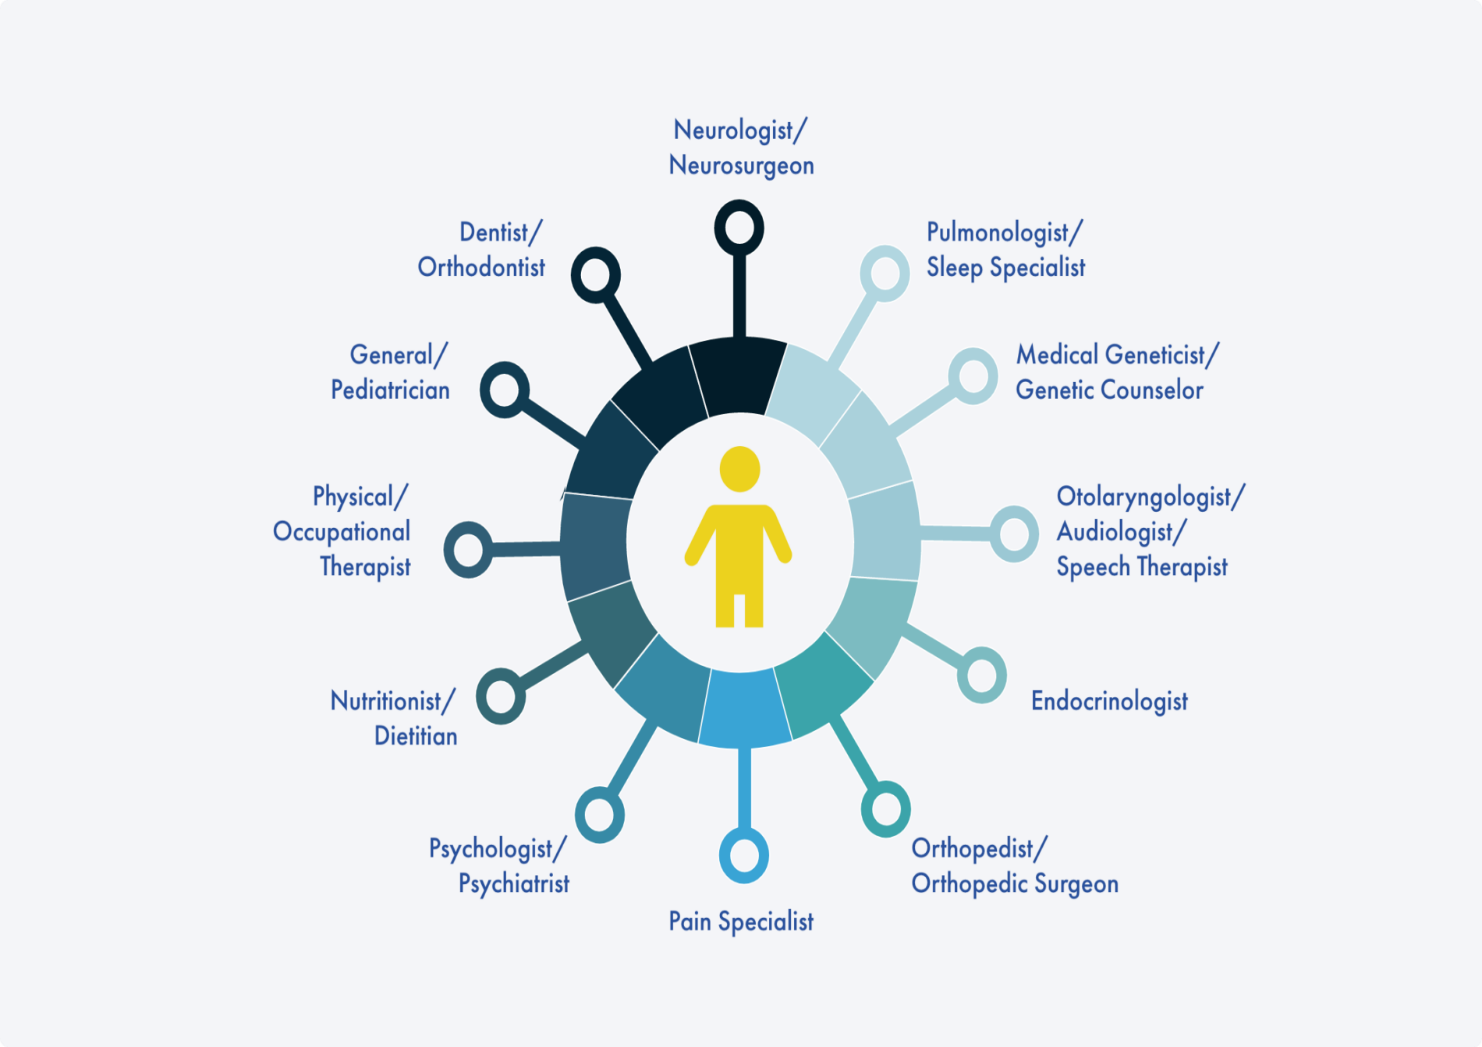 Neurologist/
Neurosurgeon
Pulmonologist/
Sleep Specialist
Medical Geneticist/
Genetic Counselor
Otolaryngologist/
Audiologist/
Speech Therapist
Endocrinologist
Orthopedist/
Orthopedic Surgeon
Pain Specialist
Psychologist/
Psychiatrist
Nutritionist/
Dietitian
Physical/
Occupational
Therapist
General/
Pediatrician
Dentist/
Orthodontist